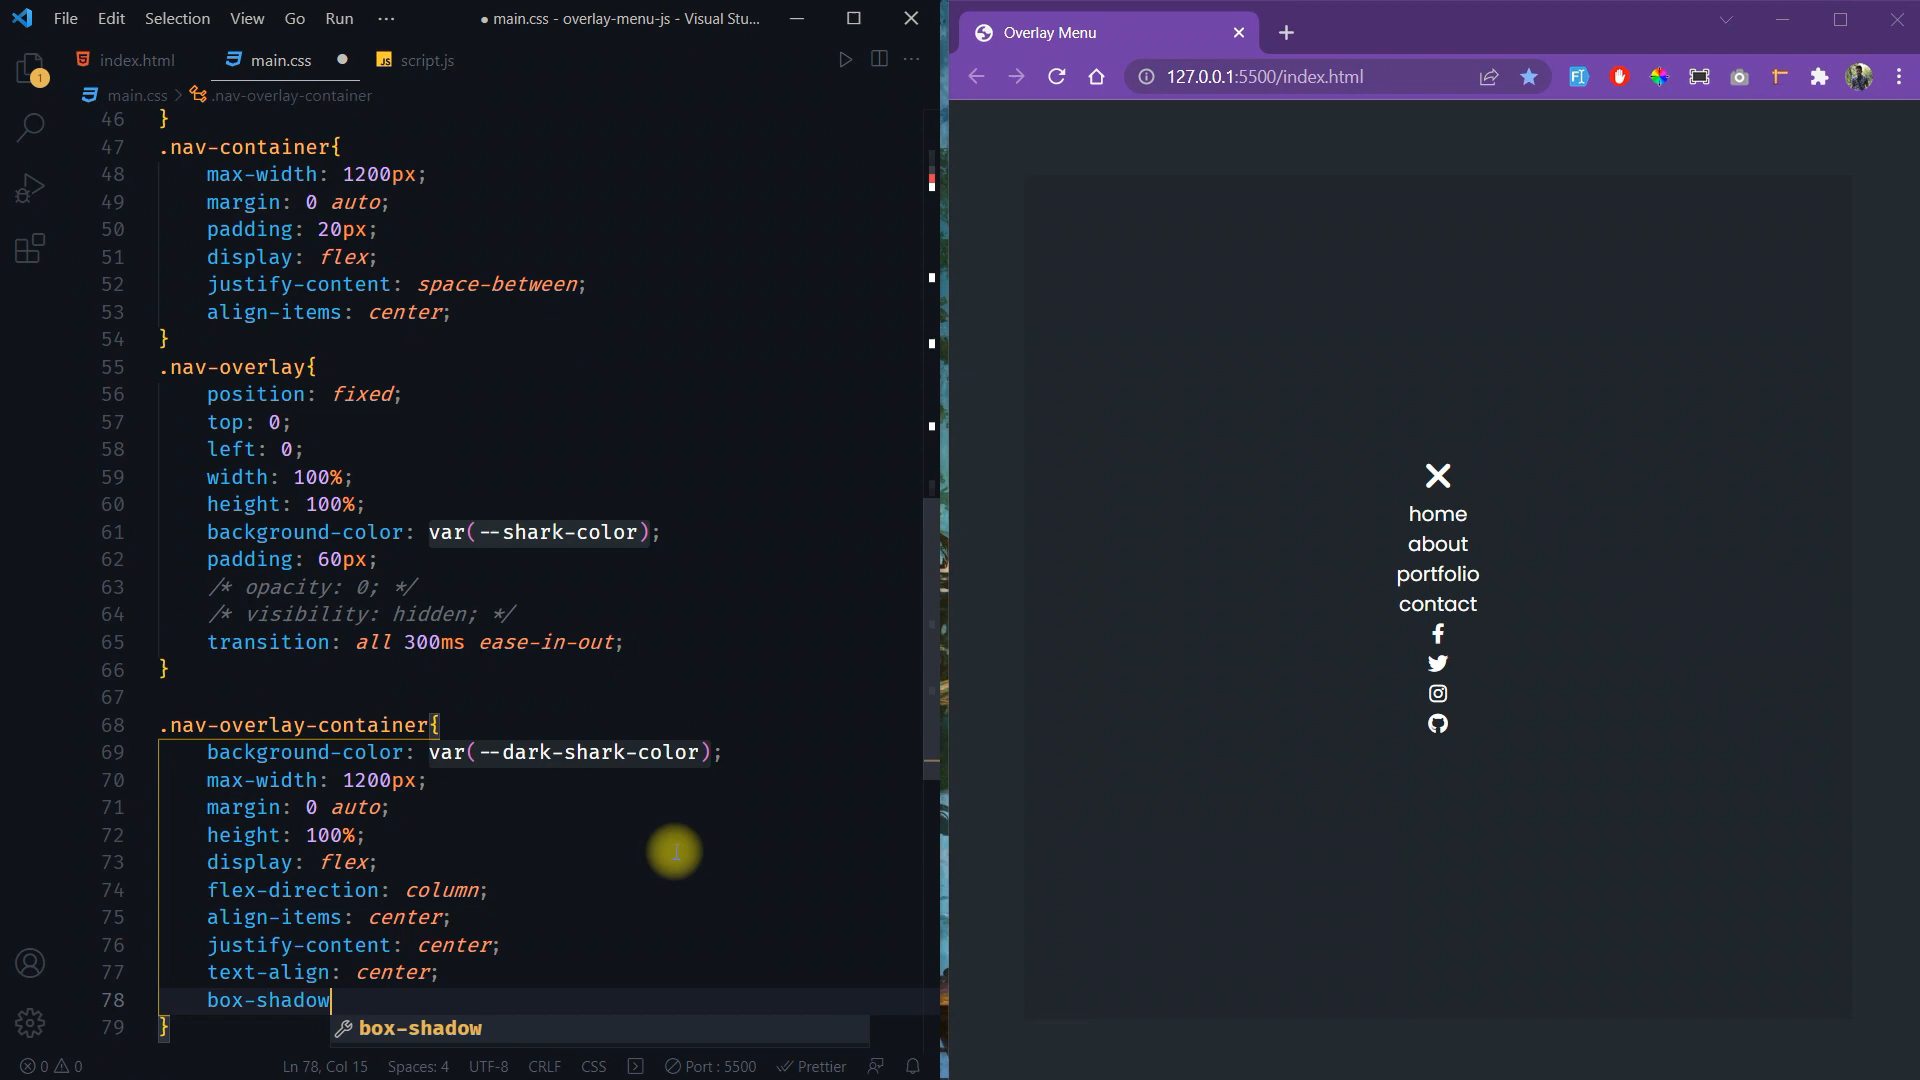 File Edit Selection View Go Run ··· ● main.css - overlay-menu-js - Visual Stu...
index.html main.css ● JS script.js
main.css > .nav-overlay-container
46 }
47 .nav-container{
48 max-width: 1200px;
49 margin: 0 auto;
50 padding: 20px;
51 display: flex;
52 justify-content: space-between;
53 align-items: center;
54 }
55 .nav-overlay{
56 position: fixed;
57 top: 0;
58 left: 0;
59 width: 100%;
60 height: 100%;
61 background-color: var(--shark-color);
62 padding: 60px;
63 /* opacity: 0; */
64 /* visibility: hidden; */
65 transition: all 300ms ease-in-out;
66 }
67
68 .nav-overlay-container{
69 background-color: var(--dark-shark-color);
70 max-width: 1200px;
71 margin: 0 auto;
72 height: 100%;
73 display: flex;
74 flex-direction: column;
75 align-items: center;
76 justify-content: center;
77 text-align: center;
78 box-shadow
79 }
box-shadow
1
0 0 Ln 78, Col 15 Spaces: 4 UTF-8 CRLF CSS Port : 5500 Prettier
Overlay Menu
127.0.0.1:5500/index.html
home
about
portfolio
contact